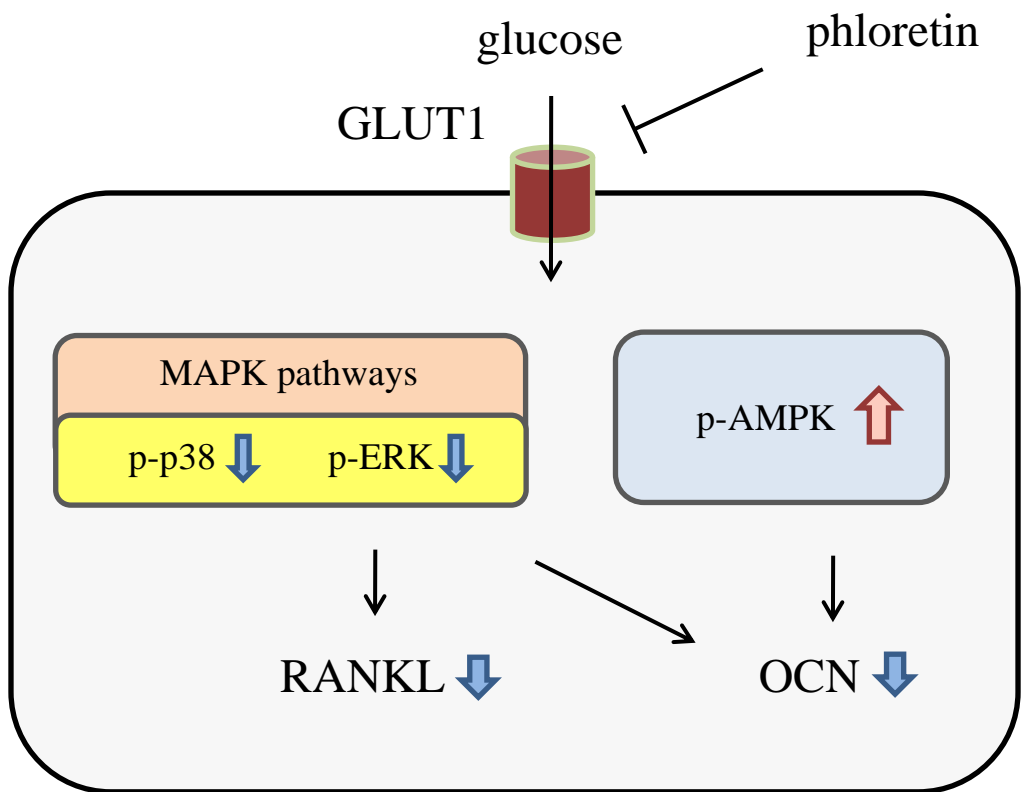 glucose
phloretin
GLUT1
MAPK pathways
p-p38
p-ERK
p-AMPK
RANKL
OCN